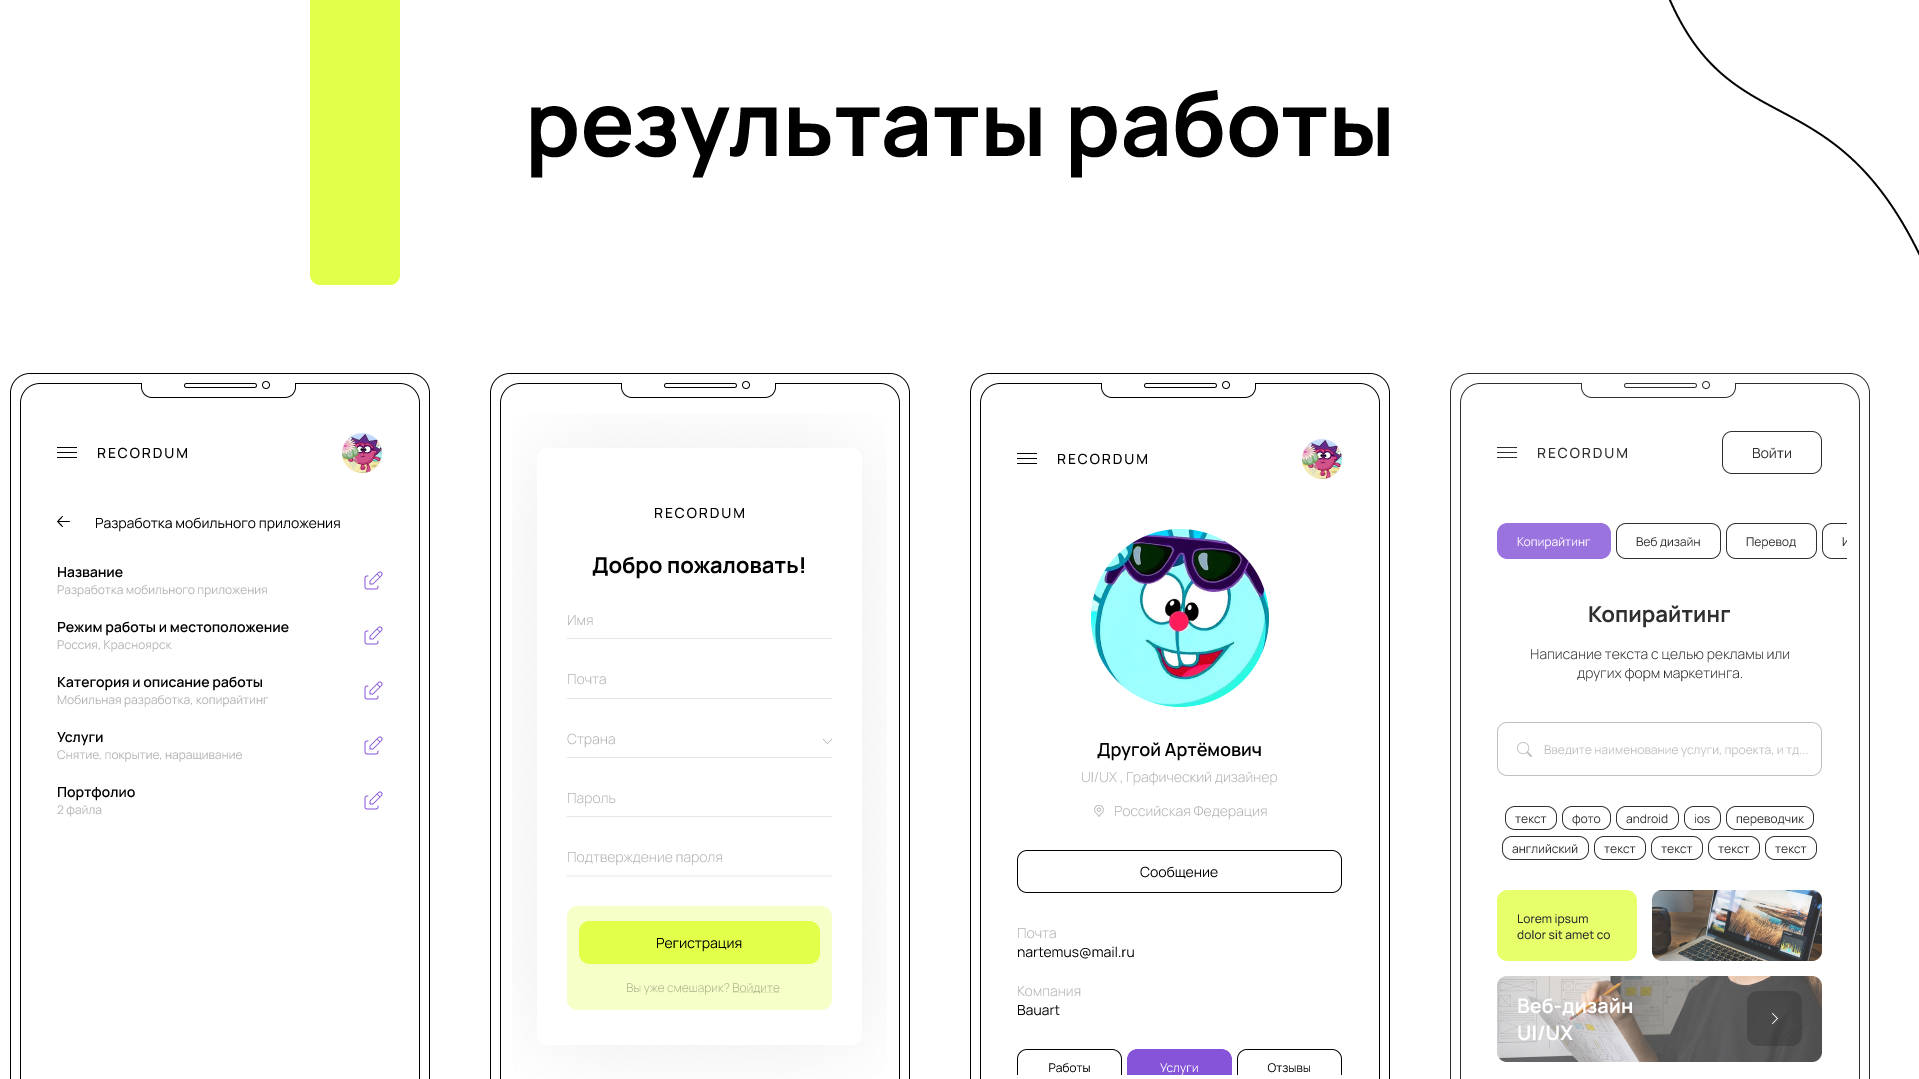 результаты работы
RECORDUM
Разработка мобильного приложения
Название
Разработка мобильного приложения
Режим работы и местоположение
Россия, Красноярск
Категория и описание работы
Мобильная разработка, копирайтинг
Услуги
Снятие, покрытие, наращивание
Портфолио
2 файла
RECORDUM
Добро пожаловать!
Имя
Почта
Страна
Пароль
Подтверждение пароля
Регистрация
Вы уже смешарик? Войдите
RECORDUM
Другой Артёмович
UI/UX , Графический дизайнер
Российская Федерация
Сообщение
Почта
nartemus@mail.ru
Компания
Bauart
Работы Услуги Отзывы
RECORDUM Войти
Копирайтинг Веб дизайн Перевод
Копирайтинг
Написание текста с целью рекламы или
других форм маркетинга.
Введите наименование услуги, проекта, и тд...
текст фото android ios переводчик
английский текст текст текст текст
Lorem ipsum
dolor sit amet co
Веб-дизайн
UI/UX